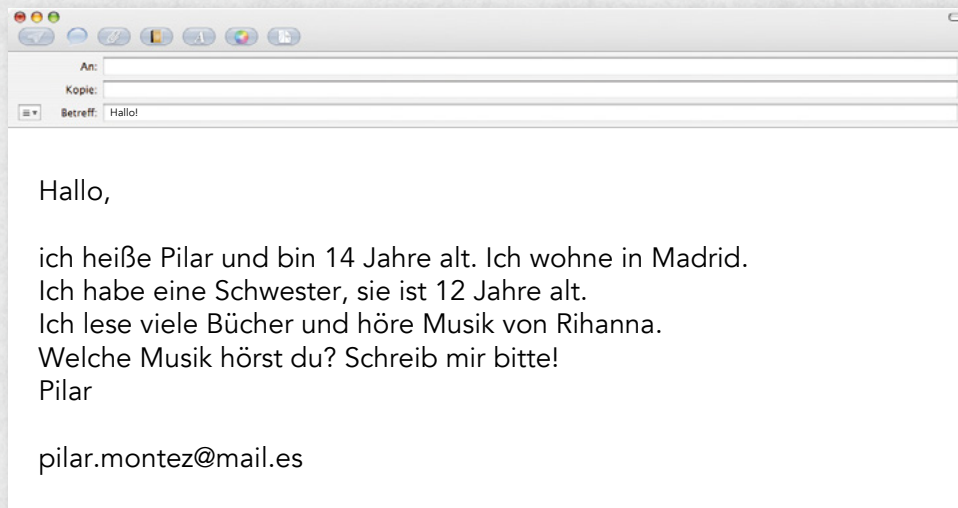 An:
Kopie:
Betreff: Hallo!
Hallo,
ich heiße Pilar und bin 14 Jahre alt. Ich wohne in Madrid.
Ich habe eine Schwester, sie ist 12 Jahre alt.
Ich lese viele Bücher und höre Musik von Rihanna.
Welche Musik hörst du? Schreib mir bitte!
Pilar
pilar.montez@mail.es